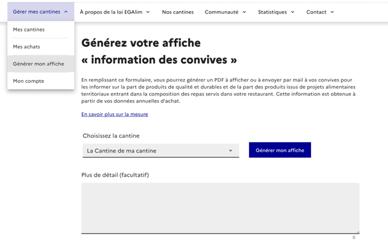 Gérer mes cantines
À propos de la loi EGAlim
Nos cantines
Communauté
Statistiques
Contact
Mes cantines
Mes achats
Générer mon affiche
Mon compte
Générez votre affiche
« information des convives »
En remplissant ce formulaire, vous pourrez générer un PDF à afficher ou à envoyer par mail à vos convives pour
les informer sur la part de produits de qualité et durables et de la part des produits issus de projets alimentaires
territoriaux entrant dans la composition des repas servis dans votre restaurant. Cette information est obtenue à
partir de vos données annuelles d'achat.
En savoir plus sur la mesure
Choisissez la cantine
La Cantine de ma cantine
Générer mon affiche
Plus de détail (facultatif)
0